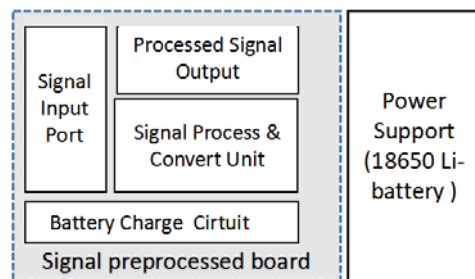 Signal
Input
Port
Processed Signal
Output
Signal Process &
Convert Unit
Battery Charge Cirtuit
Signal preprocessed board
Power
Support
(18650 Li-
battery )